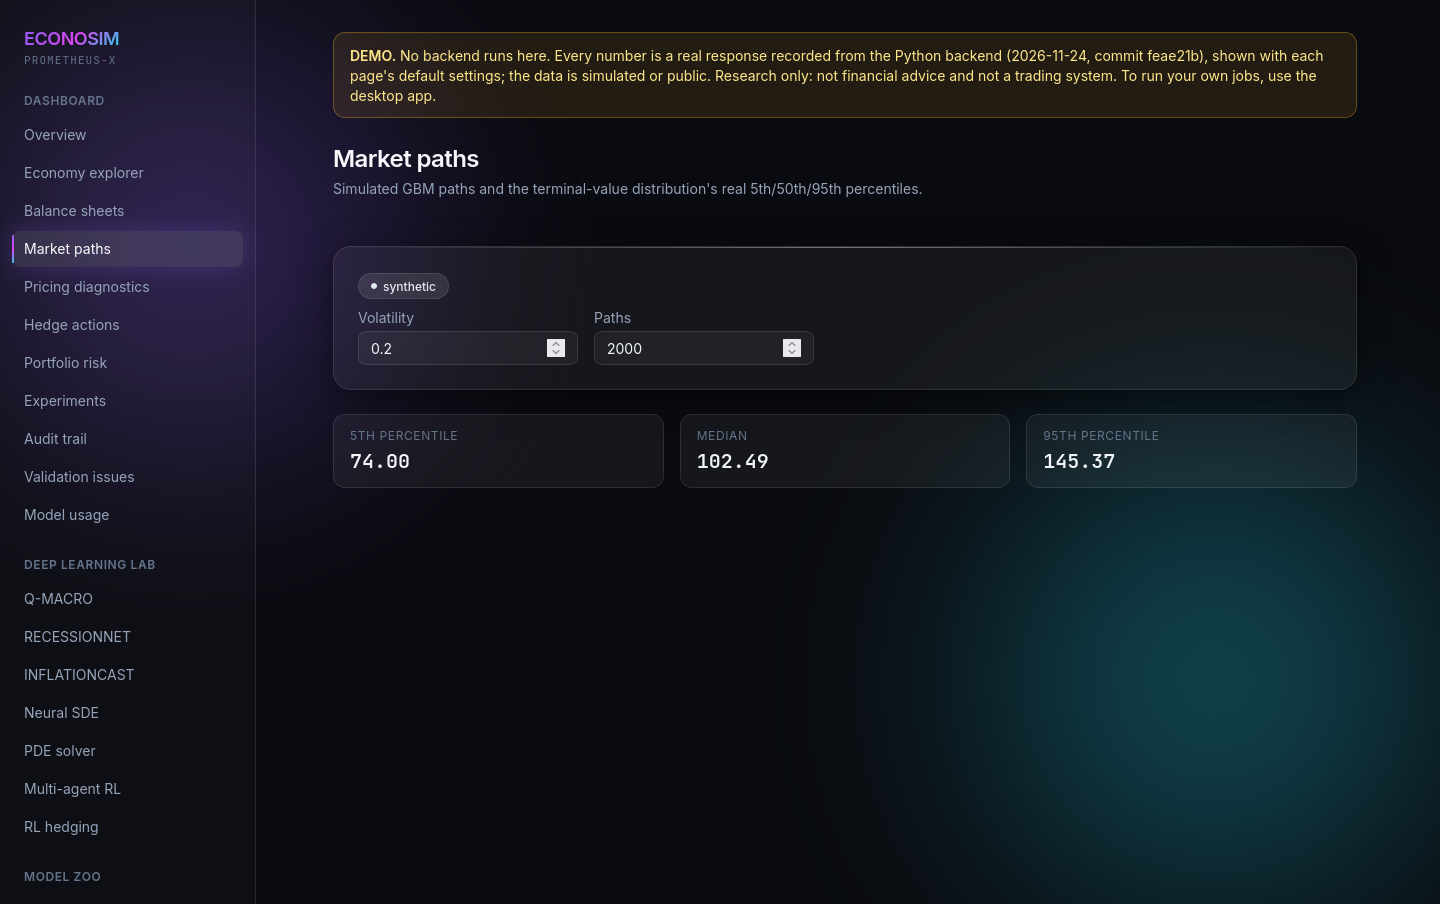 ECONOSIM
PROMETHEUS-X
DASHBOARD
Overview
Economy explorer
Balance sheets
Market paths
Pricing diagnostics
Hedge actions
Portfolio risk
Experiments
Audit trail
Validation issues
Model usage
DEEP LEARNING LAB
Q-MACRO
RECESSIONNET
INFLATIONCAST
Neural SDE
PDE solver
Multi-agent RL
RL hedging
MODEL ZOO
DEMO. No backend runs here. Every number is a real response recorded from the Python backend (2026-11-24, commit feae21b), shown with each
page's default settings; the data is simulated or public. Research only: not financial advice and not a trading system. To run your own jobs, use the
desktop app.
Market paths
Simulated GBM paths and the terminal-value distribution's real 5th/50th/95th percentiles.
synthetic
Volatility Paths
0.2 2000
5TH PERCENTILE MEDIAN 95TH PERCENTILE
74.00 102.49 145.37